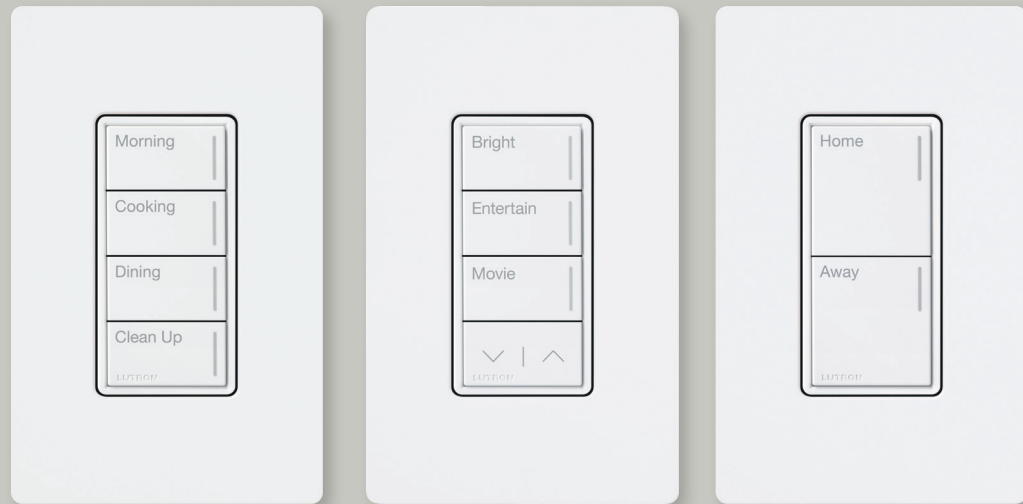 Morning
Cooking
Dining
Clean Up
LUTRON
Bright
Entertain
Movie
LUTRON
Home
Away
LUTRON